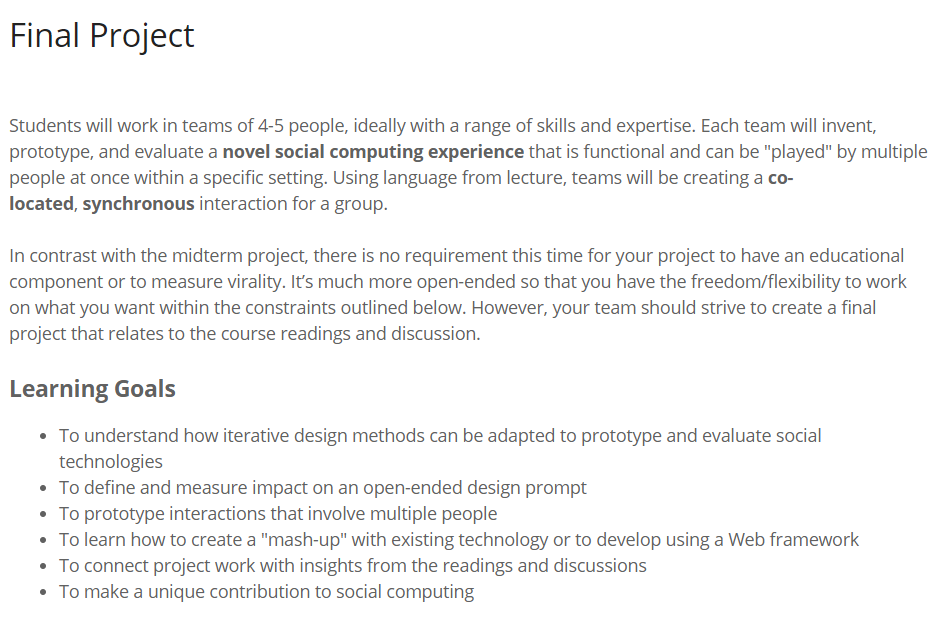 Final Project
Students will work in teams of 4-5 people, ideally with a range of skills and expertise. Each team will invent,
prototype, and evaluate a novel social computing experience that is functional and can be "played" by multiple
people at once within a specific setting. Using language from lecture, teams will be creating a co-
located, synchronous interaction for a group.
In contrast with the midterm project, there is no requirement this time for your project to have an educational
component or to measure virality. It’s much more open-ended so that you have the freedom/flexibility to work
on what you want within the constraints outlined below. However, your team should strive to create a final
project that relates to the course readings and discussion.
Learning Goals
• To understand how iterative design methods can be adapted to prototype and evaluate social
technologies
• To define and measure impact on an open-ended design prompt
• To prototype interactions that involve multiple people
• To learn how to create a "mash-up" with existing technology or to develop using a Web framework
• To connect project work with insights from the readings and discussions
• To make a unique contribution to social computing